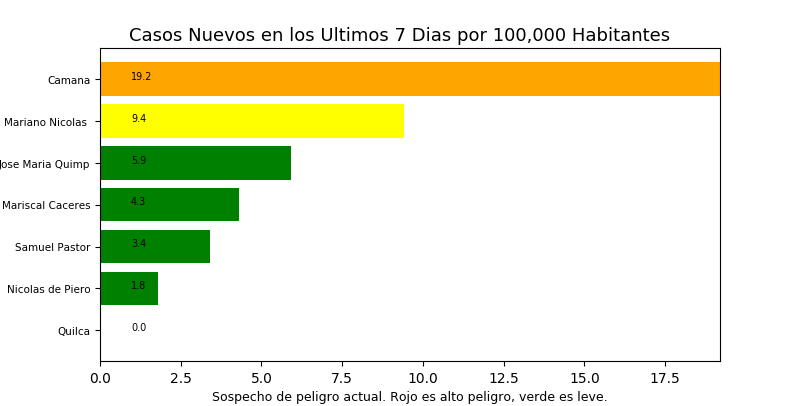 Casos Nuevos en los Ultimos 7 Dias por 100,000 Habitantes
Camana
19.2
Mariano Nicolas
9.4
Jose Maria Quimp
5.9
Mariscal Caceres
4.3
Samuel Pastor
3.4
Nicolas de Piero
1.8
Quilca
0.0
0.0 2.5 5.0 7.5 10.0 12.5 15.0 17.5
Sospecho de peligro actual. Rojo es alto peligro, verde es leve.